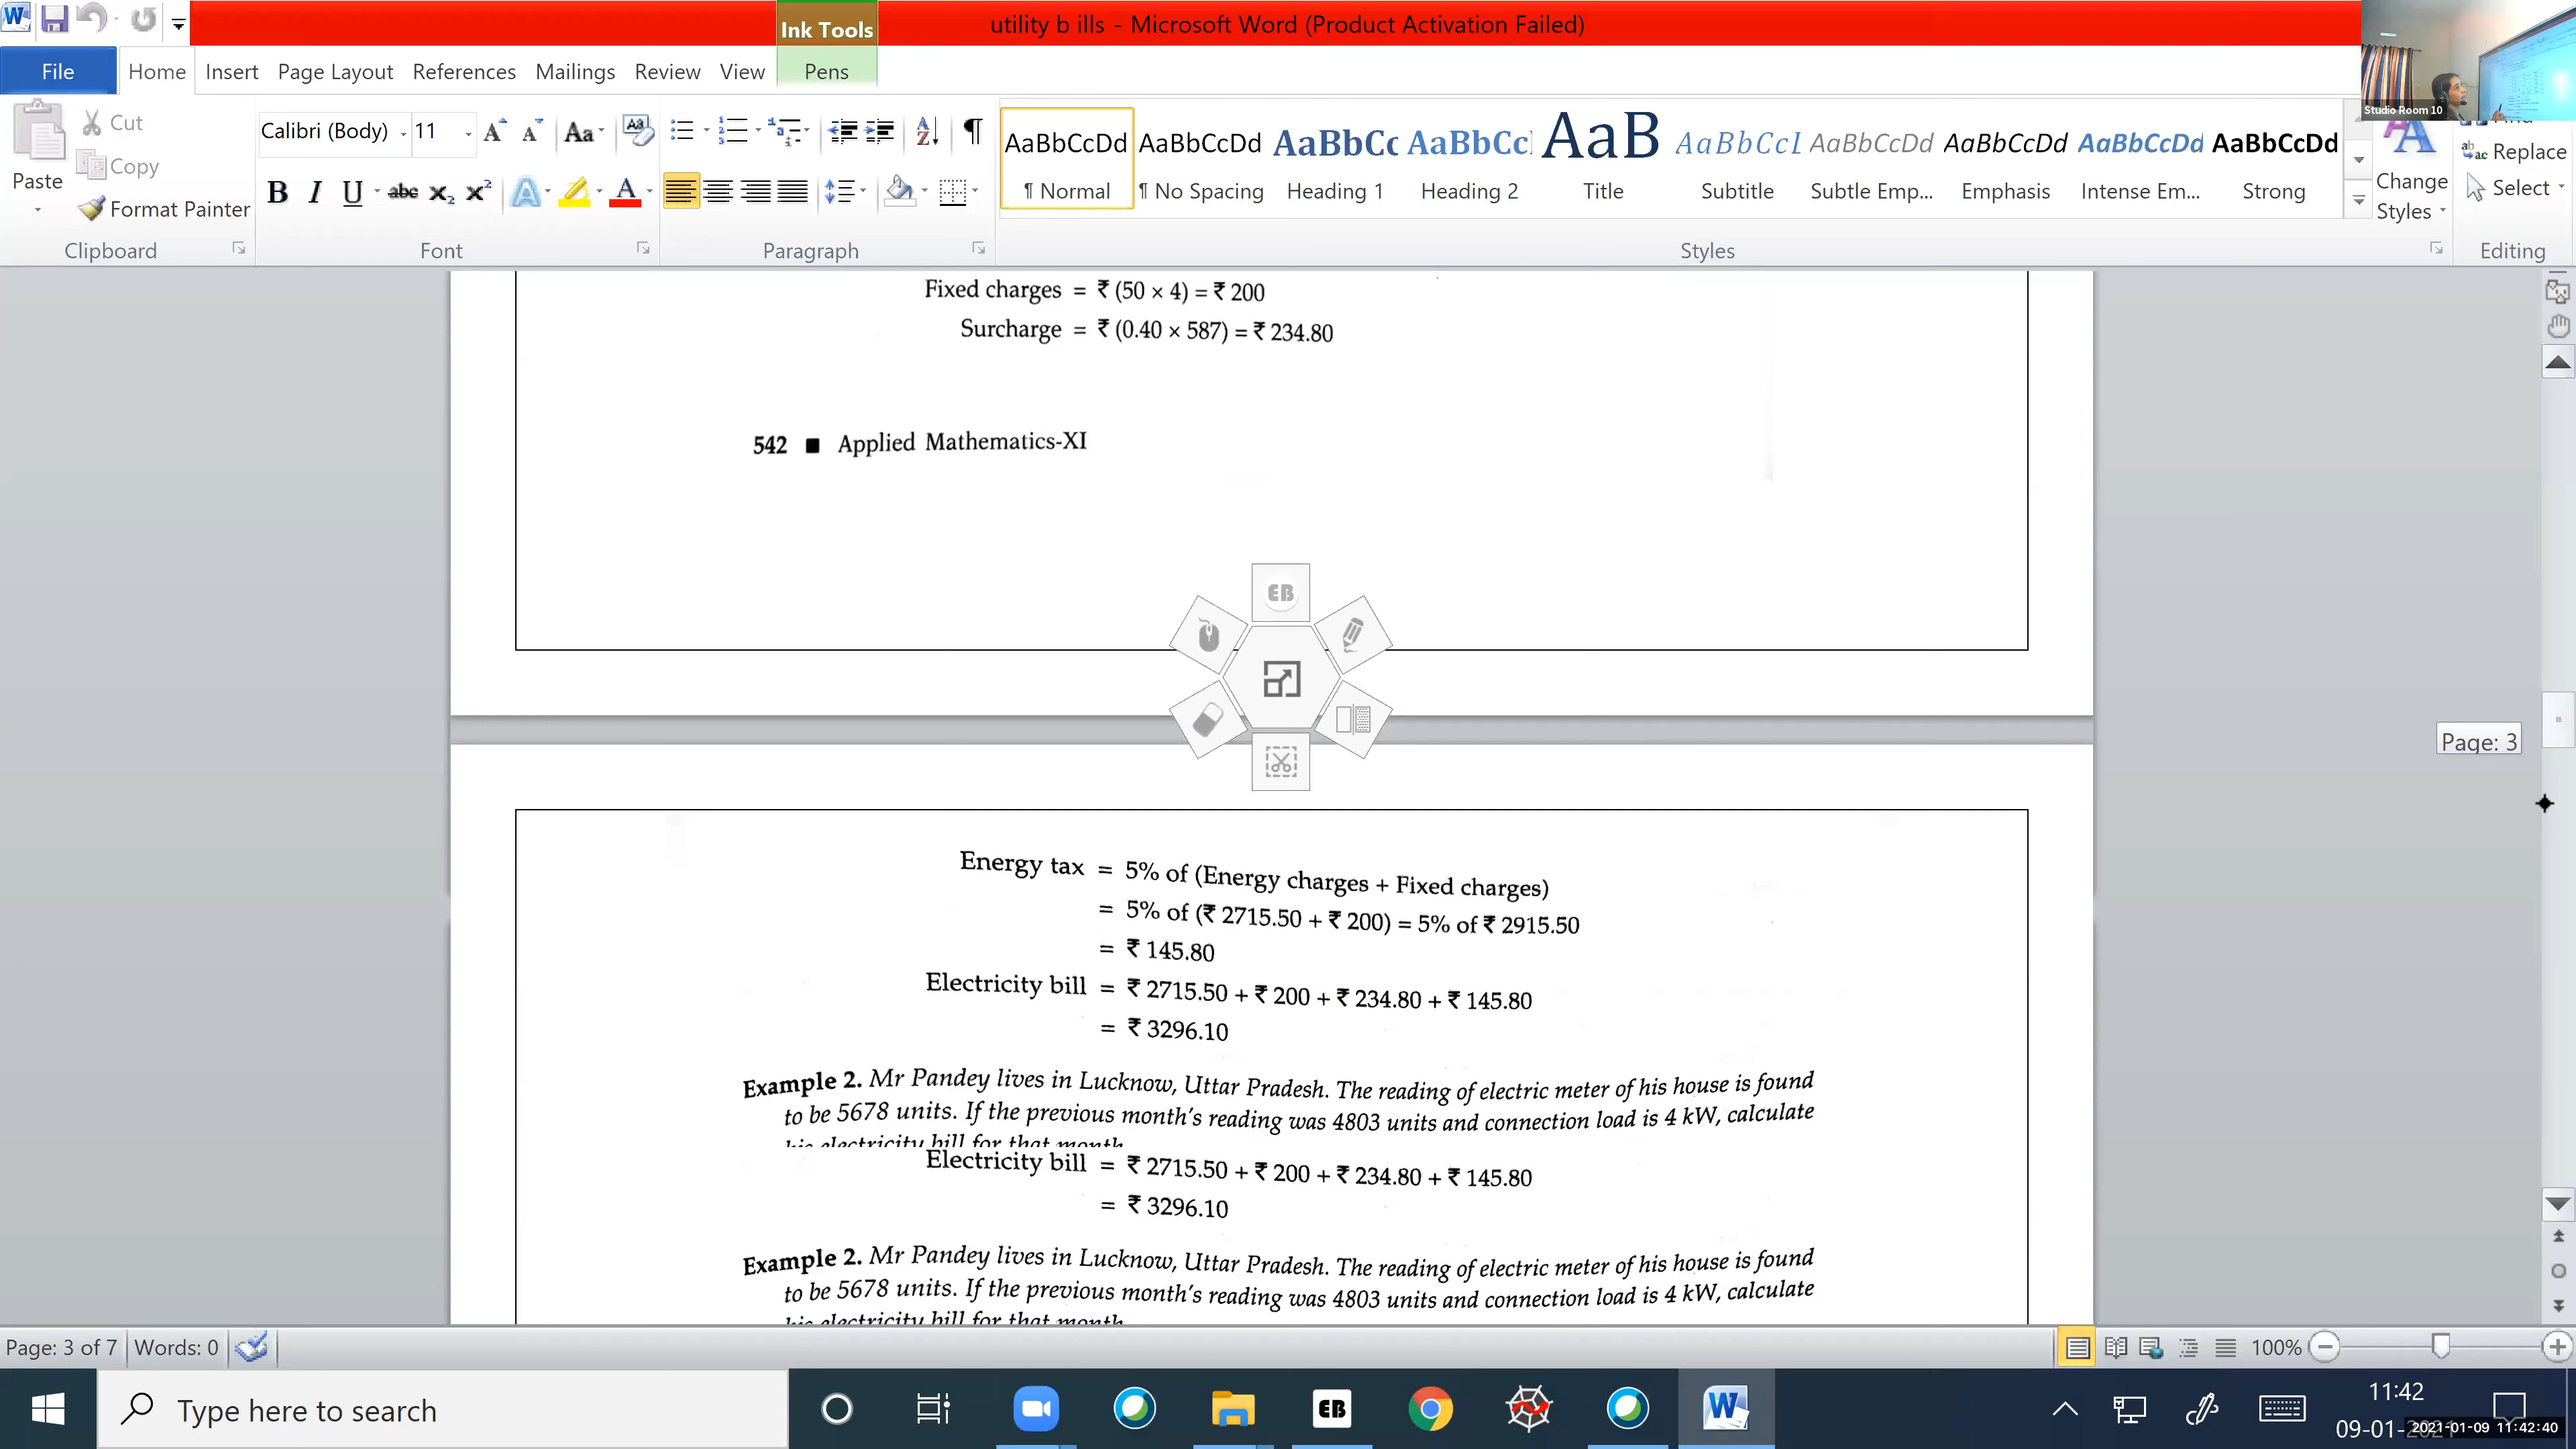 Ink Tools
utility b ills - Microsoft Word (Product Activation Failed)
File Home Insert Page Layout References Mailings Review View Pens
Studio Room 10
Paste
Cut
Copy
Format Painter
Calibri (Body) 11
AaBbCcDd AaBbCcDd AaBbCc AaBbCc AaB AaBbCcI AaBbCcDd AaBbCcDd AaBbCcDd AaBbCcDd
¶ Normal ¶ No Spacing Heading 1 Heading 2 Title Subtitle Subtle Emp... Emphasis Intense Em... Strong
Change Styles
Replace
Select
Clipboard Font Paragraph Styles Editing
Fixed charges = ₹ (50 × 4) = ₹ 200
Surcharge = ₹ (0.40 × 587) = ₹ 234.80
542 ■ Applied Mathematics-XI
EB
Page: 3
Energy tax = 5% of (Energy charges + Fixed charges)
= 5% of (₹ 2715.50 + ₹ 200) = 5% of ₹ 2915.50
= ₹ 145.80
Electricity bill = ₹ 2715.50 + ₹ 200 + ₹ 234.80 + ₹ 145.80
= ₹ 3296.10
Example 2. Mr Pandey lives in Lucknow, Uttar Pradesh. The reading of electric meter of his house is found
to be 5678 units. If the previous month's reading was 4803 units and connection load is 4 kW, calculate
his electricity bill for that month
Electricity bill = ₹ 2715.50 + ₹ 200 + ₹ 234.80 + ₹ 145.80
= ₹ 3296.10
Example 2. Mr Pandey lives in Lucknow, Uttar Pradesh. The reading of electric meter of his house is found
to be 5678 units. If the previous month's reading was 4803 units and connection load is 4 kW, calculate
his electricity bill for that month
Page: 3 of 7 Words: 0 100%
Type here to search
EB
11:42
09-01-
2021-01-09 11:42:40